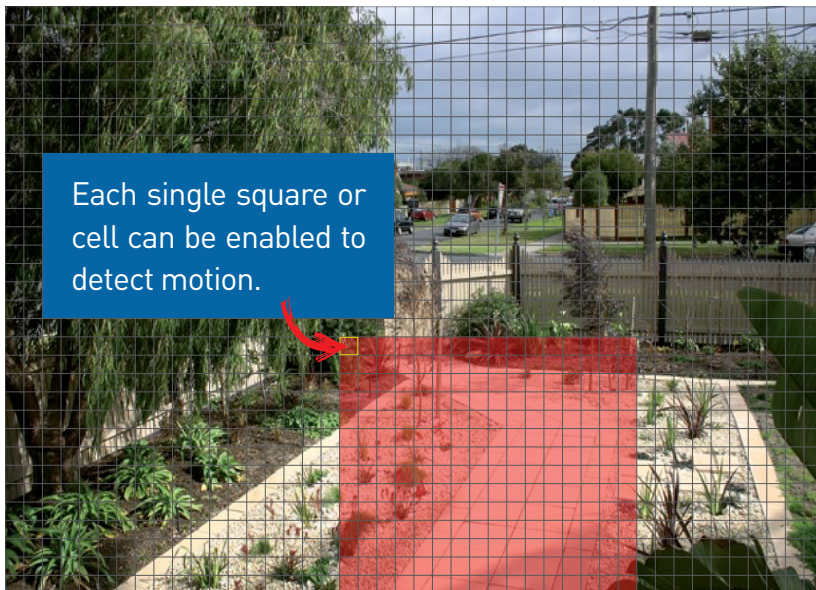 Each single square or
cell can be enabled to
detect motion.